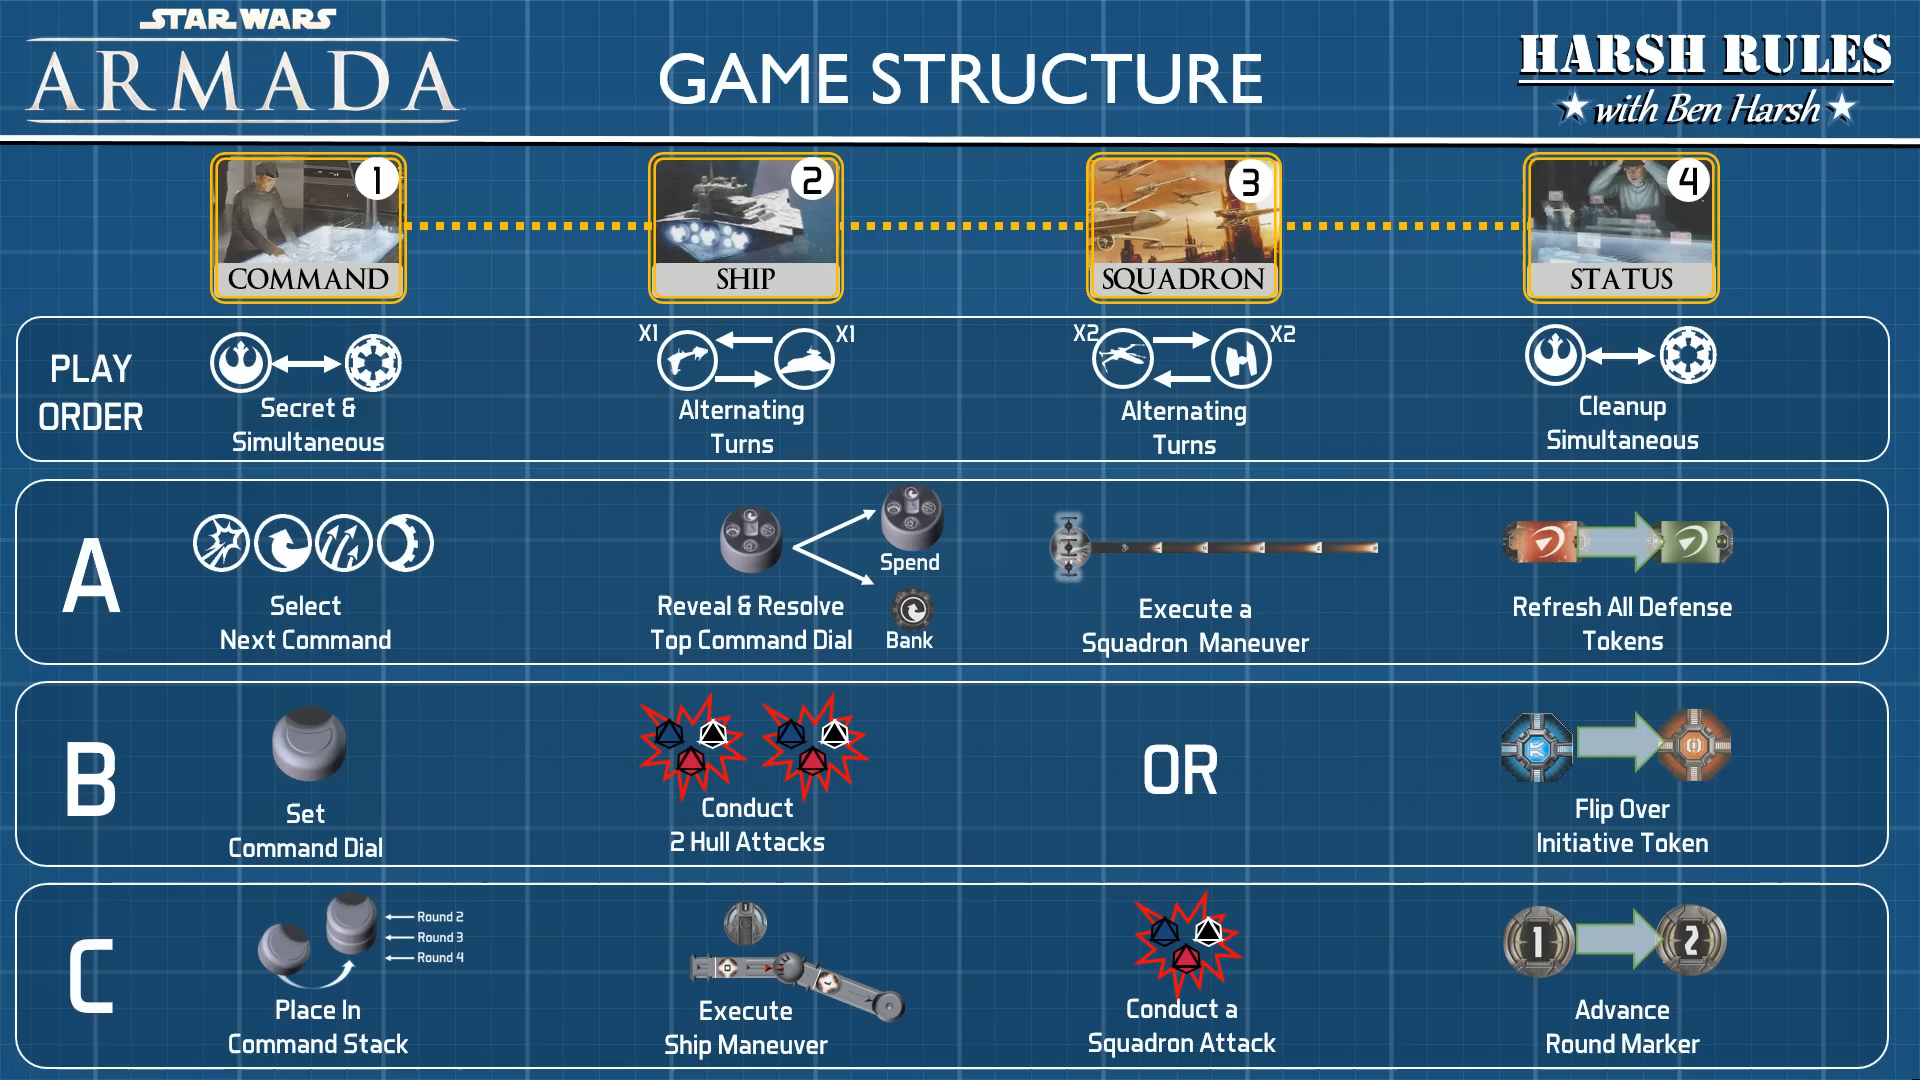 STAR WARS
ARMADA
GAME STRUCTURE
HARSH RULES
with Ben Harsh
1
COMMAND
2
SHIP
3
SQUADRON
4
STATUS
PLAY
ORDER
Secret &
Simultaneous
X1
X1
Alternating
Turns
X2
X2
Alternating
Turns
Cleanup
Simultaneous
A
Select
Next Command
Reveal & Resolve
Top Command Dial
Spend
Bank
Execute a
Squadron Maneuver
Refresh All Defense
Tokens
B
Set
Command Dial
Conduct
2 Hull Attacks
OR
Flip Over
Initiative Token
C
Round 2
Round 3
Round 4
Place In
Command Stack
Execute
Ship Maneuver
Conduct a
Squadron Attack
1
2
Advance
Round Marker